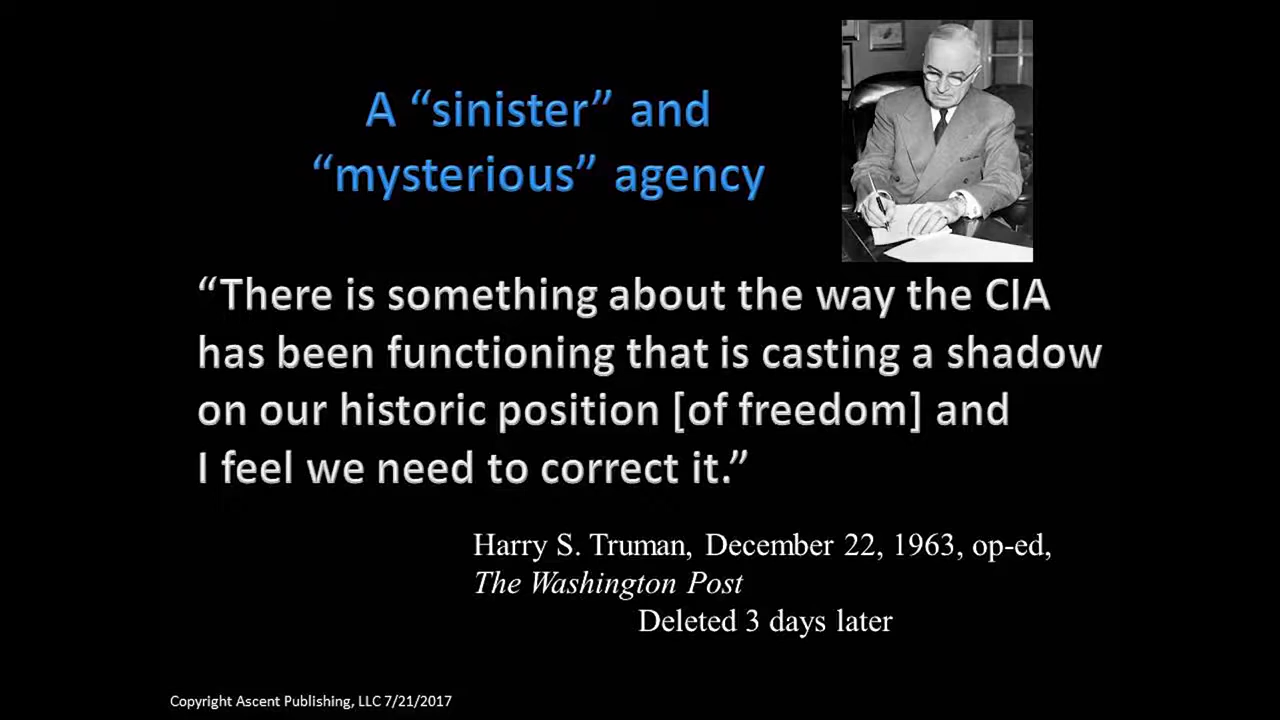 A “sinister” and
“mysterious” agency
“There is something about the way the CIA
has been functioning that is casting a shadow
on our historic position [of freedom] and
I feel we need to correct it.”
Harry S. Truman, December 22, 1963, op-ed,
The Washington Post
Deleted 3 days later
Copyright Ascent Publishing, LLC 7/21/2017